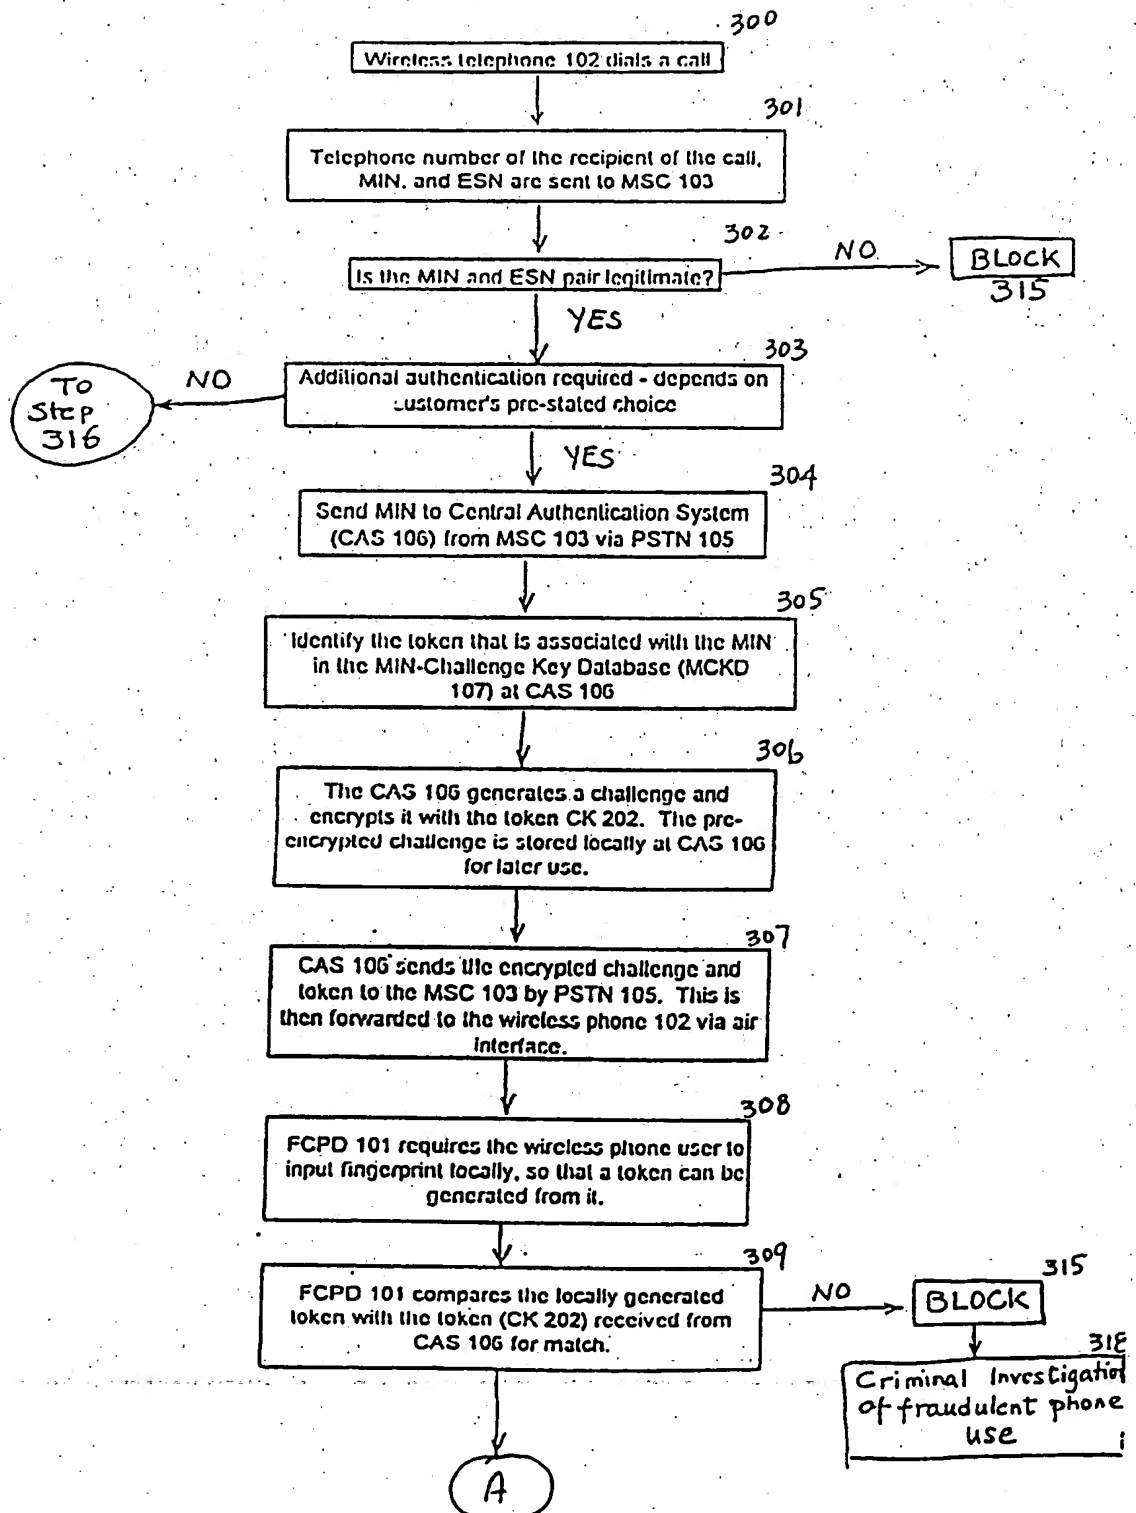 300
Wireless telephone 102 dials a call
301
Telephone number of the recipient of the call,
MIN, and ESN are sent to MSC 103
302
Is the MIN and ESN pair legitimate?
NO
BLOCK
315
YES
303
Additional authentication required - depends on
customer's pre-stated choice
NO
TO
Step
316
YES
304
Send MIN to Central Authentication System
(CAS 106) from MSC 103 via PSTN 105
305
Identify the token that is associated with the MIN
in the MIN-Challenge Key Database (MCKD
107) at CAS 106
306
The CAS 106 generates a challenge and
encrypts it with the token CK 202. The pre-
encrypted challenge is stored locally at CAS 106
for later use.
307
CAS 106 sends the encrypted challenge and
token to the MSC 103 by PSTN 105. This is
then forwarded to the wireless phone 102 via air
interface.
308
FCPD 101 requires the wireless phone user to
input fingerprint locally, so that a token can be
generated from it.
309
FCPD 101 compares the locally generated
token with the token (CK 202) received from
CAS 106 for match.
NO
315
BLOCK
Criminal Investigation
of fraudulent phone
use
A